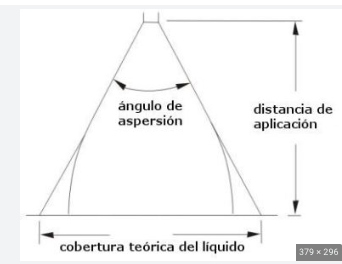 ángulo de
aspersión
distancia de
aplicación
cobertura teórica del líquido
379 × 296